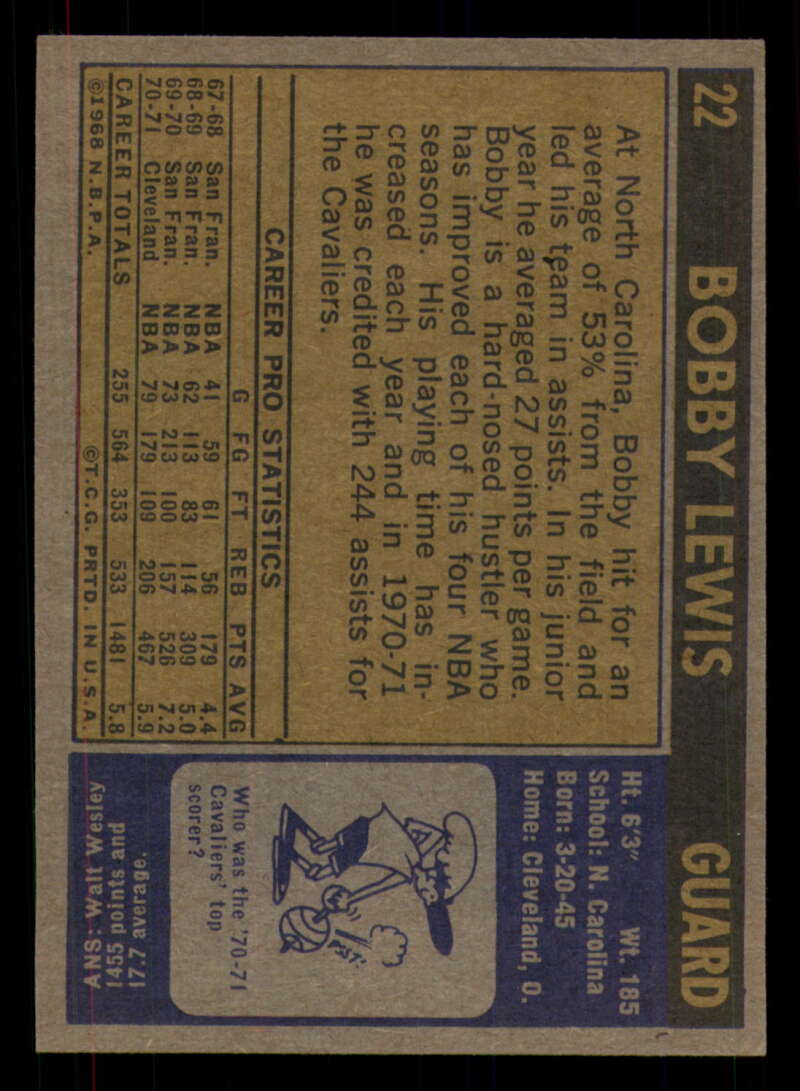 22 BOBBY LEWIS GUARD
At North Carolina, Bobby hit for an
average of 53% from the field and
led his team in assists. In his junior
year he averaged 27 points per game.
Bobby is a hard-nosed hustler who
has improved each of his four NBA
seasons. His playing time has in-
creased each year and in 1970-71
he was credited with 244 assists for
the Cavaliers.
CAREER PRO STATISTICS
G FG FT REB PTS AVG
67-68 San Fran. NBA 41 59 61 56 179 4.4
68-69 San Fran. NBA 62 113 83 114 309 5.0
69-70 San Fran. NBA 73 213 100 157 526 7.2
70-71 Cleveland NBA 79 179 109 206 467 5.9
CAREER TOTALS 255 564 353 533 1481 5.8
©1968 N.B.P.A. ©T.C.G. PRTD. IN U.S.A.
Ht. 6'3" Wt. 185
School: N. Carolina
Born: 3-20-45
Home: Cleveland, O.
Who was the '70-71
Cavaliers' top
scorer?
ANS: Walt Wesley
1455 points and
17.7 average.